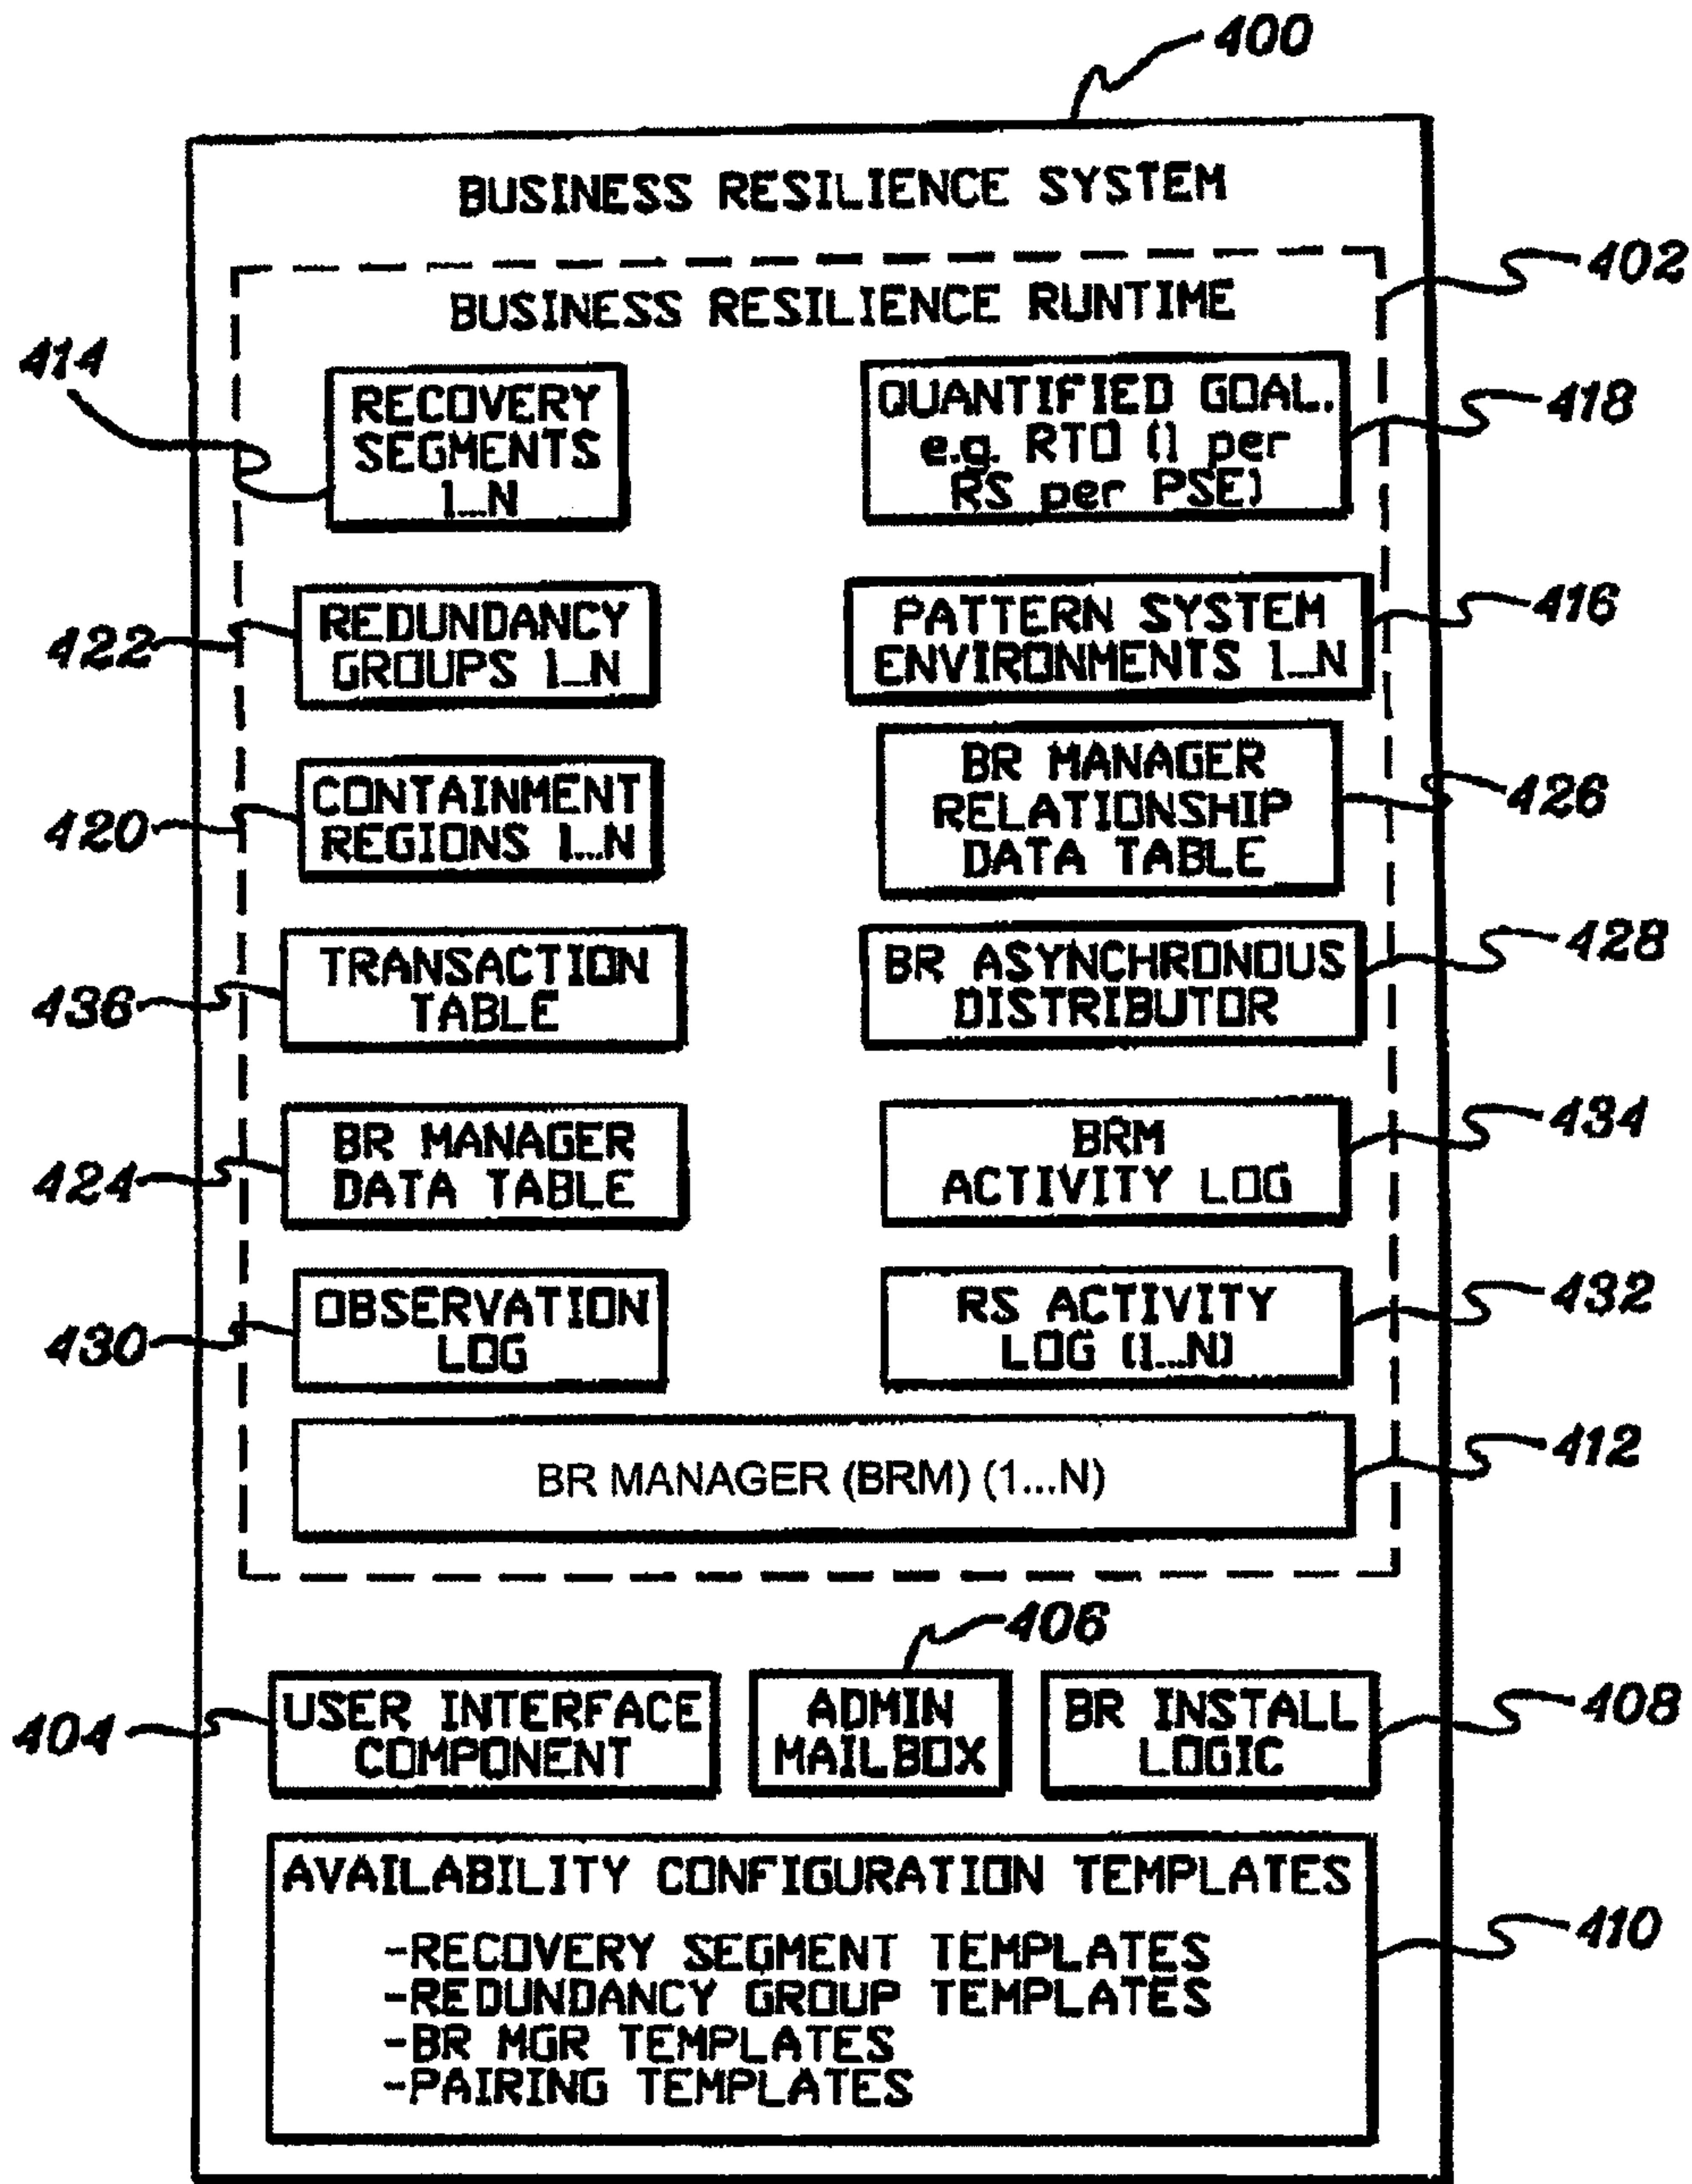 400
BUSINESS RESILIENCE SYSTEM
402
BUSINESS RESILIENCE RUNTIME
414
RECOVERY
SEGMENTS
1...N
QUANTIFIED GOAL.
e.g. RTO (1 per
RS per PSE)
418
422
REDUNDANCY
GROUPS 1...N
PATTERN SYSTEM
ENVIRONMENTS 1...N
416
420
CONTAINMENT
REGIONS 1...N
BR MANAGER
RELATIONSHIP
DATA TABLE
426
436
TRANSACTION
TABLE
BR ASYNCHRONOUS
DISTRIBUTOR
428
424
BR MANAGER
DATA TABLE
BRM
ACTIVITY LOG
434
430
OBSERVATION
LOG
RS ACTIVITY
LOG (1...N)
432
BR MANAGER (BRM) (1...N)
412
406
404
USER INTERFACE
COMPONENT
ADMIN
MAILBOX
BR INSTALL
LOGIC
408
AVAILABILITY CONFIGURATION TEMPLATES
-RECOVERY SEGMENT TEMPLATES
-REDUNDANCY GROUP TEMPLATES
-BR MGR TEMPLATES
-PAIRING TEMPLATES
410